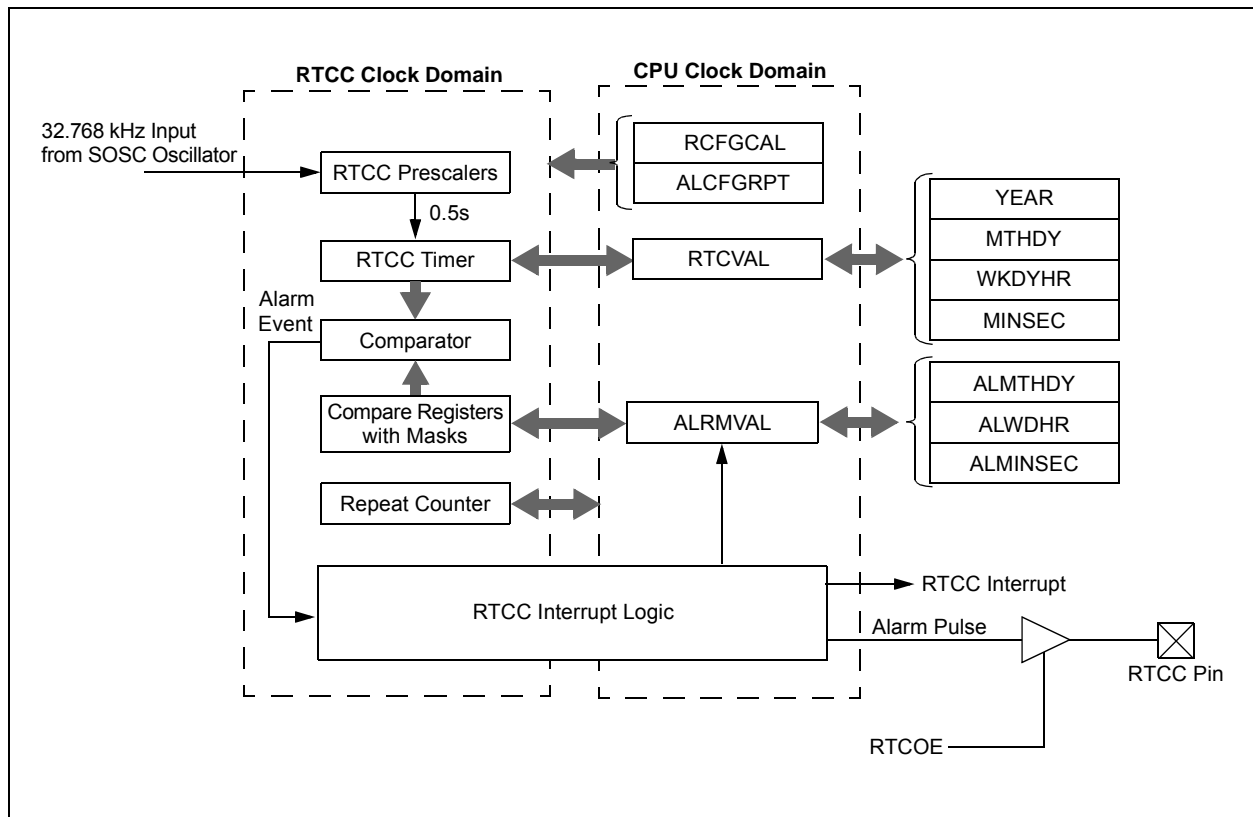 RTCC Clock Domain
CPU Clock Domain
32.768 kHz Input
from SOSC Oscillator
RTCC Prescalers
0.5s
RTCC Timer
Alarm
Event
Comparator
Compare Registers
with Masks
Repeat Counter
RCFGCAL
ALCFGRPT
RTCVAL
ALRMVAL
YEAR
MTHDY
WKDYHR
MINSEC
ALMTHDY
ALWDHR
ALMINSEC
RTCC Interrupt Logic
RTCC Interrupt
Alarm Pulse
RTCC Pin
RTCOE